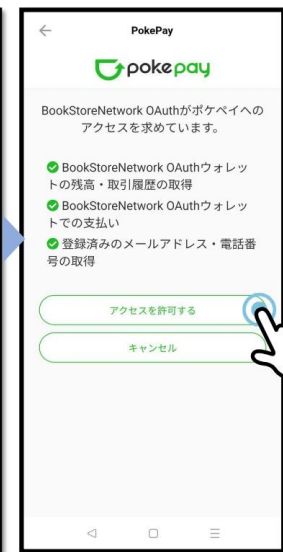 PokePay
pokepay
BookStoreNetwork OAuthがポケペイへの
アクセスを求めています。
BookStoreNetwork OAuthウォレッ
トの残高・取引履歴の取得
BookStoreNetwork OAuthウォレッ
トでの支払い
登録済みのメールアドレス・電話番
号の取得
アクセスを許可する
キャンセル